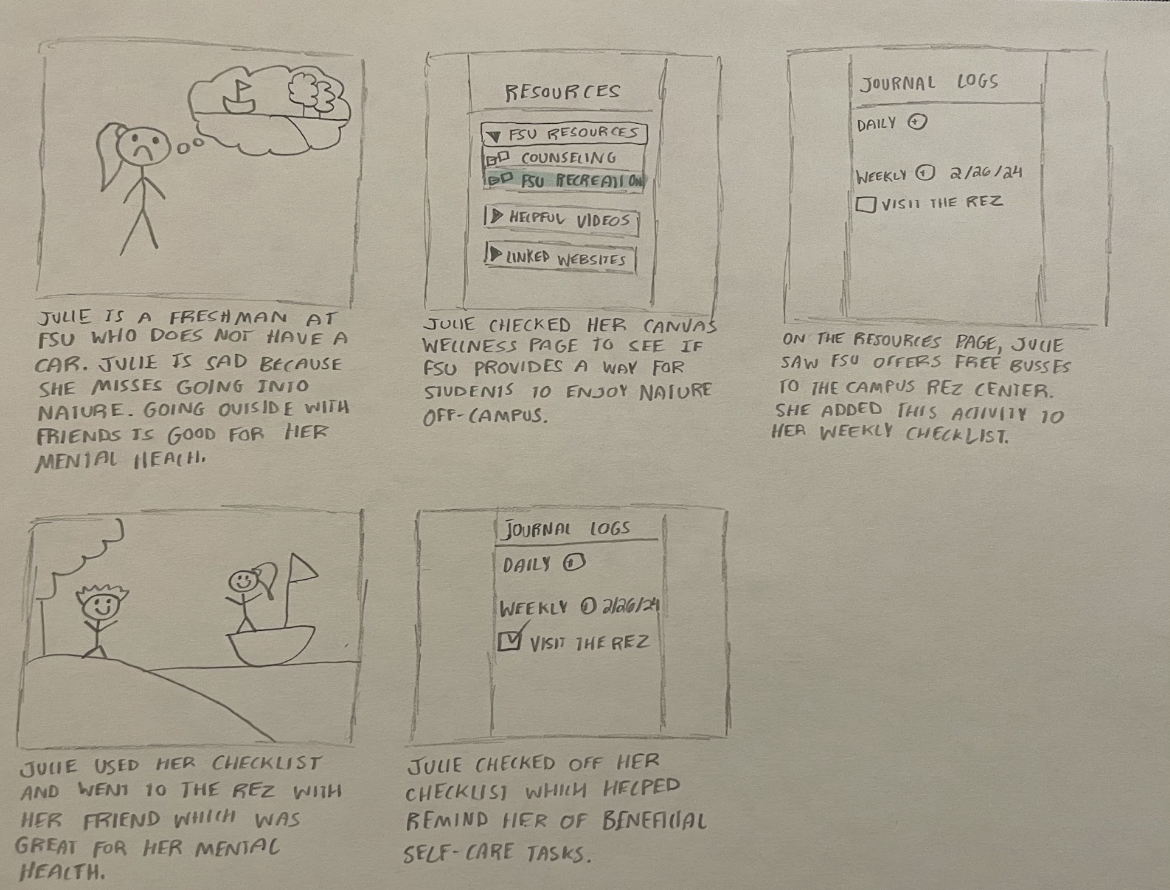 RESOURCES
FSU RESOURCES
COUNSELING
FSU RECREATION
HELPFUL VIDEOS
LINKED WEBSITES
JOURNAL LOGS
DAILY
WEEKLY 2/26/24
VISIT THE REZ
JULIE IS A FRESHMAN AT
FSU WHO DOES NOT HAVE A
CAR. JULIE IS SAD BECAUSE
SHE MISSES GOING INTO
NATURE. GOING OUISIDE WITH
FRIENDS IS GOOD FOR HER
MENTAL HEALH.
JULIE CHECKED HER CANVAS
WELLNESS PAGE TO SEE IF
FSU PROVIDES A WAY FOR
STUDENTS TO ENJOY NATURE
OFF-CAMPUS.
ON THE RESOURCES PAGE, JULIE
SAW FSU OFFERS FREE BUSSES
TO THE CAMPUS REZ CENTER.
SHE ADDED THIS ACTIVITY TO
HER WEEKLY CHECKLIST.
JOURNAL LOGS
DAILY
WEEKLY 2/26/24
VISIT THE REZ
JULIE USED HER CHECKLIST
AND WENT TO THE REZ WITH
HER FRIEND WHICH WAS
GREAT FOR HER MENTAL
HEALTH.
JULIE CHECKED OFF HER
CHECKLIST WHICH HELPED
REMIND HER OF BENEFICIAL
SELF-CARE TASKS.